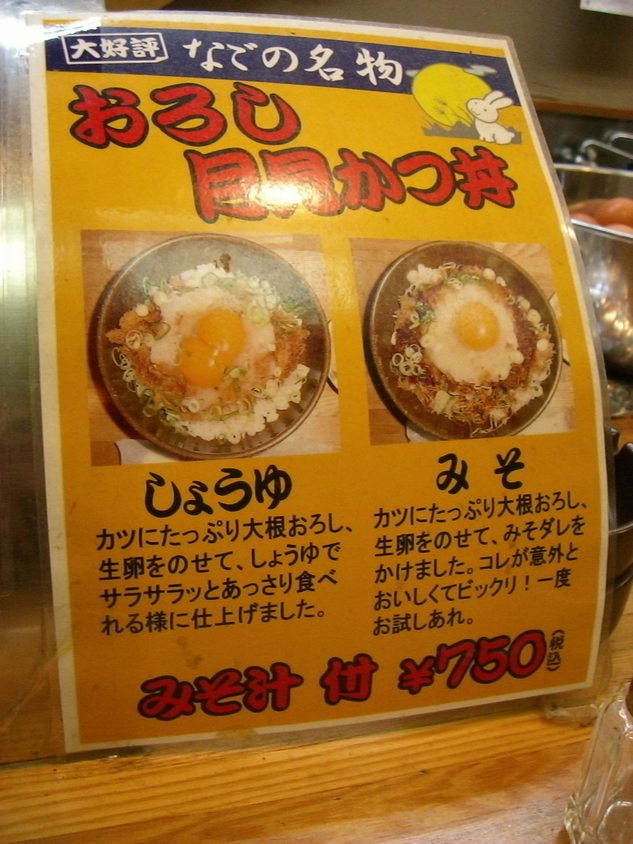 大好評 なでの名物
おろし
月見かつ丼
しょうゆ
カツにたっぷり大根おろし、
生卵をのせて、しょうゆで
サラサラッとあっさり食べ
れる様に仕上げました。
みそ
カツにたっぷり大根おろし、
生卵をのせて、みそダレを
かけました。コレが意外と
おいしくてビックリ！一度
お試しあれ。
みそ汁 付 ¥750(税込)